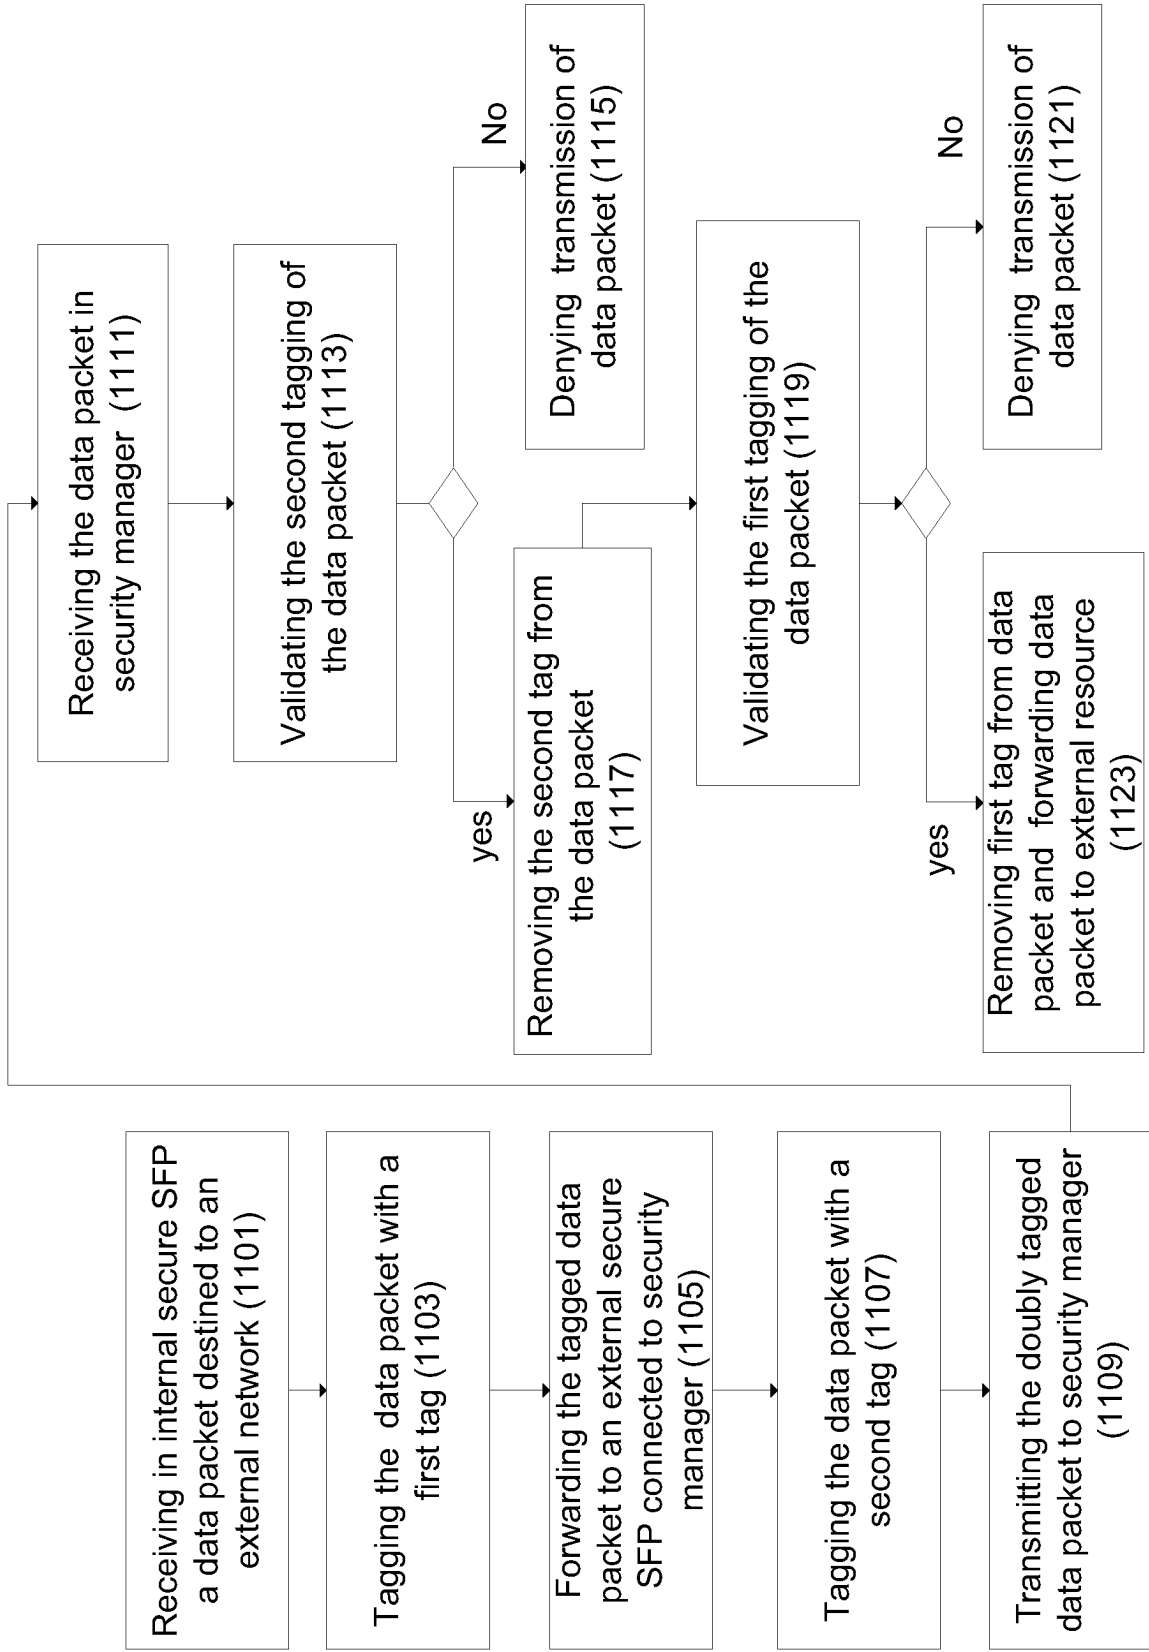 Receiving in internal secure SFP
a data packet destined to an
external network (1101)
Tagging the data packet with a
first tag (1103)
Forwarding the tagged data
packet to an external secure
SFP connected to security
manager (1105)
Tagging the data packet with a
second tag (1107)
Transmitting the doubly tagged
data packet to security manager
(1109)
Receiving the data packet in
security manager (1111)
Validating the second tagging of
the data packet (1113)
yes
No
Removing the second tag from
the data packet
(1117)
Denying transmission of
data packet (1115)
Validating the first tagging of the
data packet (1119)
yes
No
Removing first tag from data
packet and forwarding data
packet to external resource
(1123)
Denying transmission of
data packet (1121)